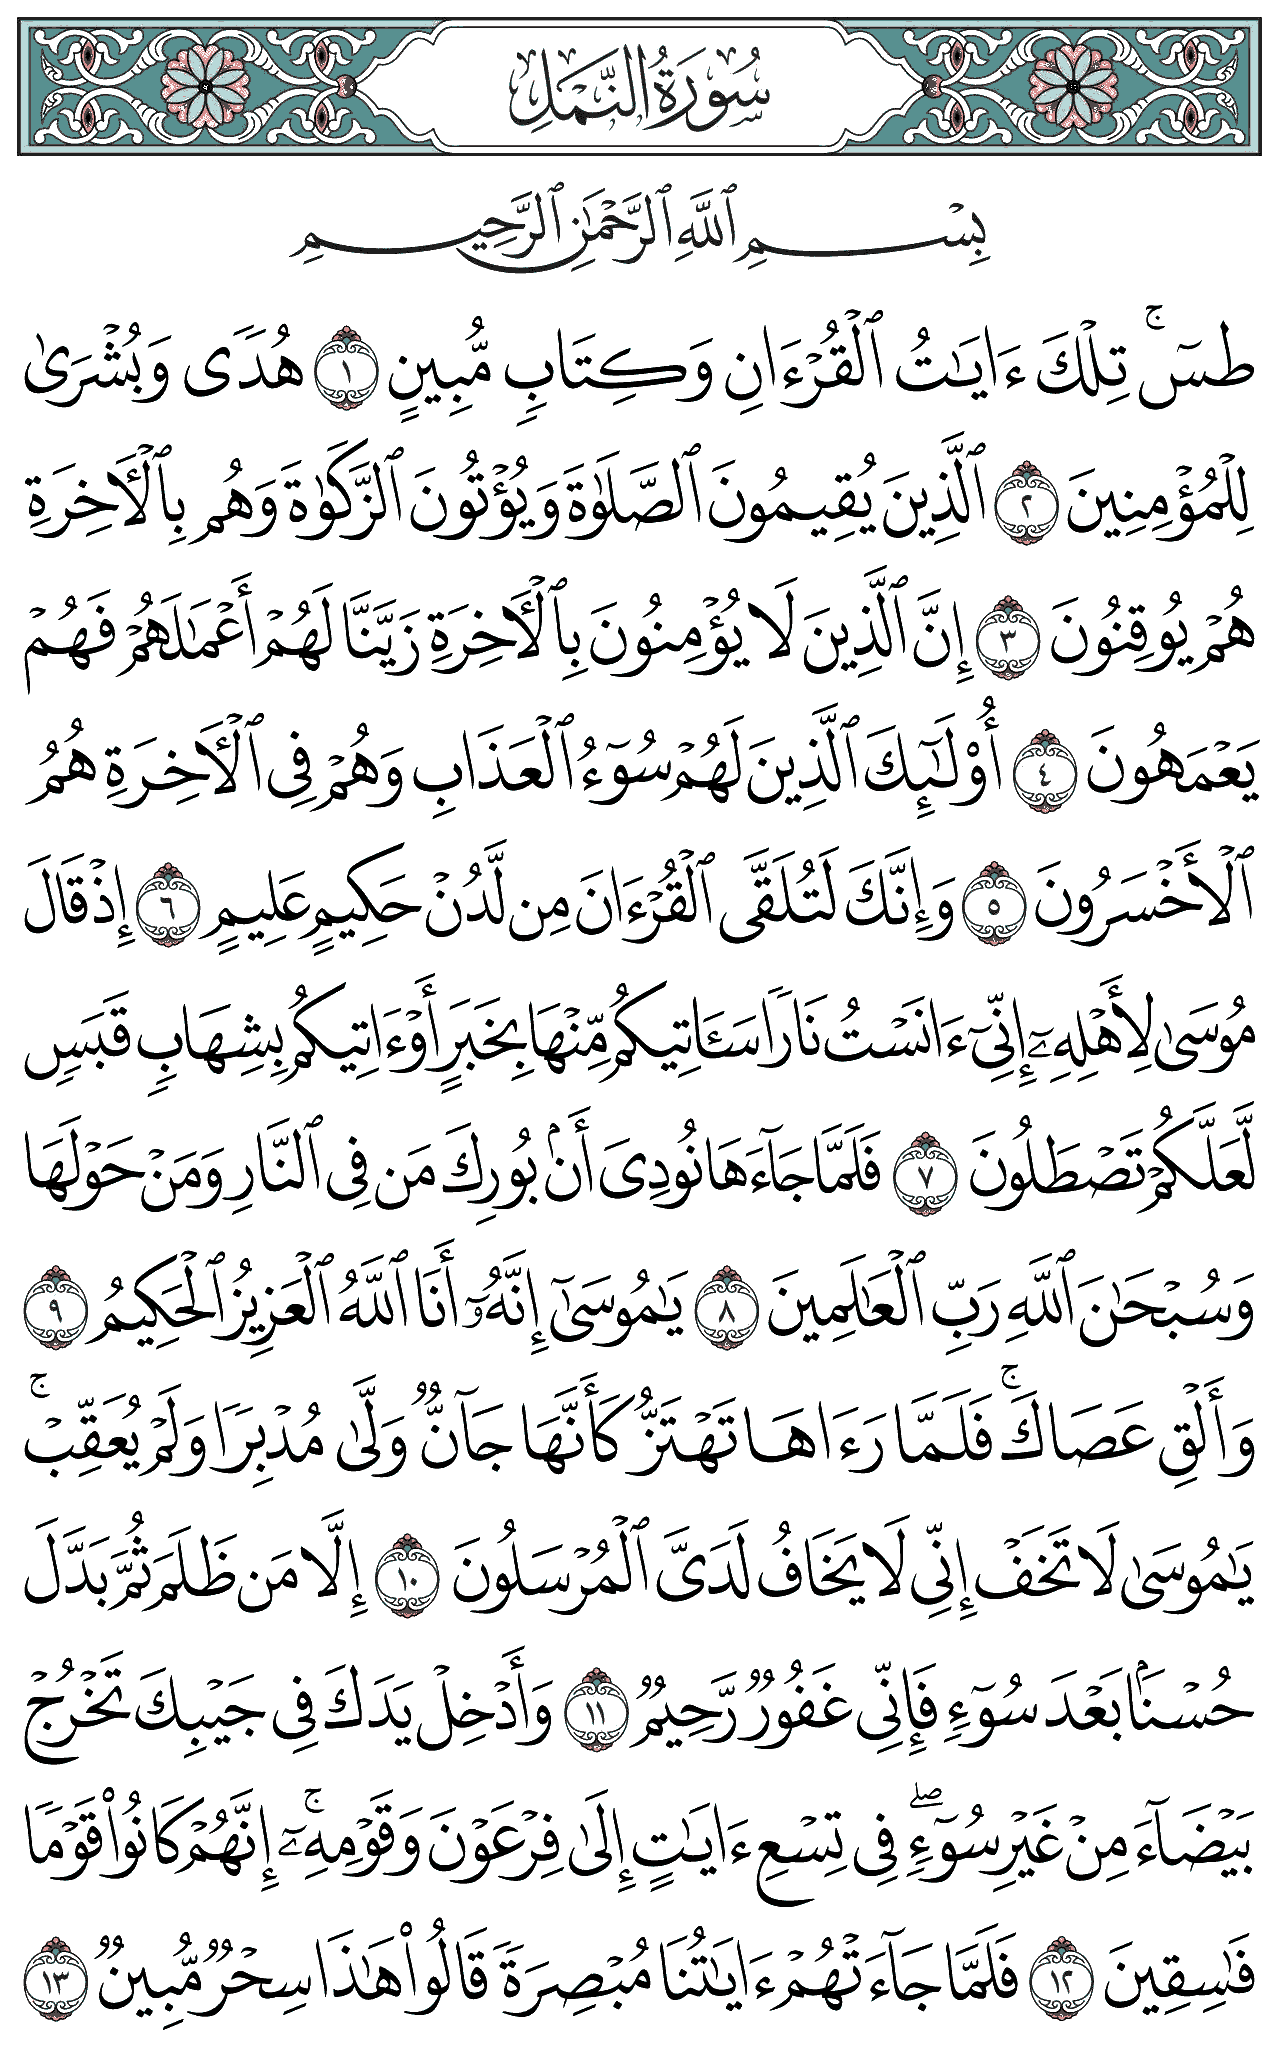 سُورَةُ النَّمْلِ
بِسْمِ ٱللَّهِ ٱلرَّحْمَٰنِ ٱلرَّحِيمِ
طسٓۚ تِلْكَ ءَايَٰتُ ٱلْقُرْءَانِ وَكِتَابٍ مُّبِينٍ ١ هُدًى وَبُشْرَىٰ
لِلْمُؤْمِنِينَ ٢ ٱلَّذِينَ يُقِيمُونَ ٱلصَّلَوٰةَ وَيُؤْتُونَ ٱلزَّكَوٰةَ وَهُم بِٱلْأَخِرَةِ
هُمْ يُوقِنُونَ ٣ إِنَّ ٱلَّذِينَ لَا يُؤْمِنُونَ بِٱلْأَخِرَةِ زَيَّنَّا لَهُمْ أَعْمَٰلَهُمْ فَهُمْ
يَعْمَهُونَ ٤ أُوْلَٰٓئِكَ ٱلَّذِينَ لَهُمْ سُوٓءُ ٱلْعَذَابِ وَهُمْ فِى ٱلْأَخِرَةِ هُمُ
ٱلْأَخْسَرُونَ ٥ وَإِنَّكَ لَتُلَقَّى ٱلْقُرْءَانَ مِن لَّدُنْ حَكِيمٍ عَلِيمٍ ٦ إِذْ قَالَ
مُوسَىٰ لِأَهْلِهِۦٓ إِنِّىٓ ءَانَسْتُ نَارًا سَـَٔاتِيكُم مِّنْهَا بِخَبَرٍ أَوْ ءَاتِيكُم بِشِهَابٍ قَبَسٍ
لَّعَلَّكُمْ تَصْطَلُونَ ٧ فَلَمَّا جَآءَهَا نُودِىَ أَنۢ بُورِكَ مَن فِى ٱلنَّارِ وَمَنْ حَوْلَهَا
وَسُبْحَٰنَ ٱللَّهِ رَبِّ ٱلْعَٰلَمِينَ ٨ يَٰمُوسَىٰٓ إِنَّهُۥٓ أَنَا ٱللَّهُ ٱلْعَزِيزُ ٱلْحَكِيمُ ٩
وَأَلْقِ عَصَاكَۚ فَلَمَّا رَءَاهَا تَهْتَزُّ كَأَنَّهَا جَآنٌّ وَلَّىٰ مُدْبِرًا وَلَمْ يُعَقِّبْۚ
يَٰمُوسَىٰ لَا تَخَفْ إِنِّى لَا يَخَافُ لَدَىَّ ٱلْمُرْسَلُونَ ١٠ إِلَّا مَن ظَلَمَ ثُمَّ بَدَّلَ
حُسْنًۢا بَعْدَ سُوٓءٍ فَإِنِّى غَفُورٌ رَّحِيمٌ ١١ وَأَدْخِلْ يَدَكَ فِى جَيْبِكَ تَخْرُجْ
بَيْضَآءَ مِنْ غَيْرِ سُوٓءٍۖ فِى تِسْعِ ءَايَٰتٍ إِلَىٰ فِرْعَوْنَ وَقَوْمِهِۦٓۚ إِنَّهُمْ كَانُوا۟ قَوْمًا
فَٰسِقِينَ ١٢ فَلَمَّا جَآءَتْهُمْ ءَايَٰتُنَا مُبْصِرَةً قَالُوا۟ هَٰذَا سِحْرٌ مُّبِينٌ ١٣